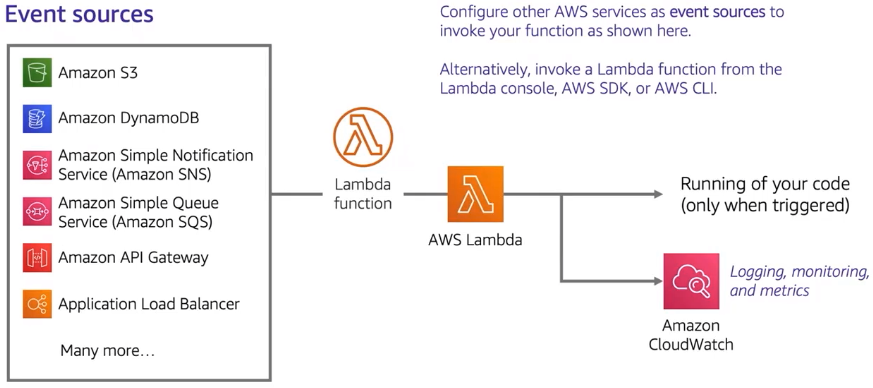 Event sources
Configure other AWS services as event sources to
invoke your function as shown here.
Alternatively, invoke a Lambda function from the
Lambda console, AWS SDK, or AWS CLI.
Amazon S3
Amazon DynamoDB
Amazon Simple Notification
Service (Amazon SNS)
Amazon Simple Queue
Service (Amazon SQS)
Amazon API Gateway
Application Load Balancer
Many more…
Lambda
function
AWS Lambda
Running of your code
(only when triggered)
Amazon
CloudWatch
Logging, monitoring,
and metrics